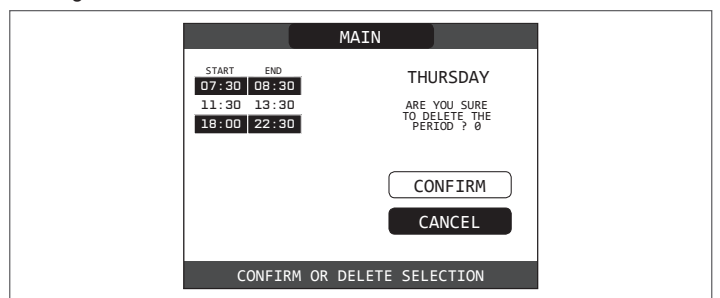 MAIN
START END
07:30 08:30
11:30 13:30
18:00 22:30
THURSDAY
ARE YOU SURE
TO DELETE THE
PERIOD ? 0
CONFIRM
CANCEL
CONFIRM OR DELETE SELECTION